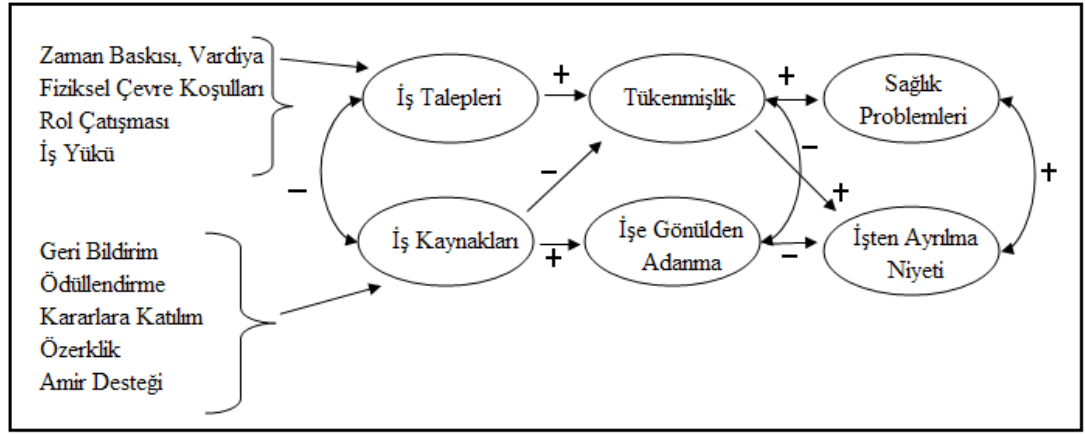 Zaman Baskısı, Vardiya
Fiziksel Çevre Koşulları
Rol Çatışması
İş Yükü
İş Talepleri
+
Tükenmişlik
+
Sağlık
Problemleri
–
–
–
+
+
Geri Bildirim
Ödüllendirme
Kararlara Katılım
Özerklik
Amir Desteği
İş Kaynakları
+
İşe Gönülden
Adanma
–
İşten Ayrılma
Niyeti